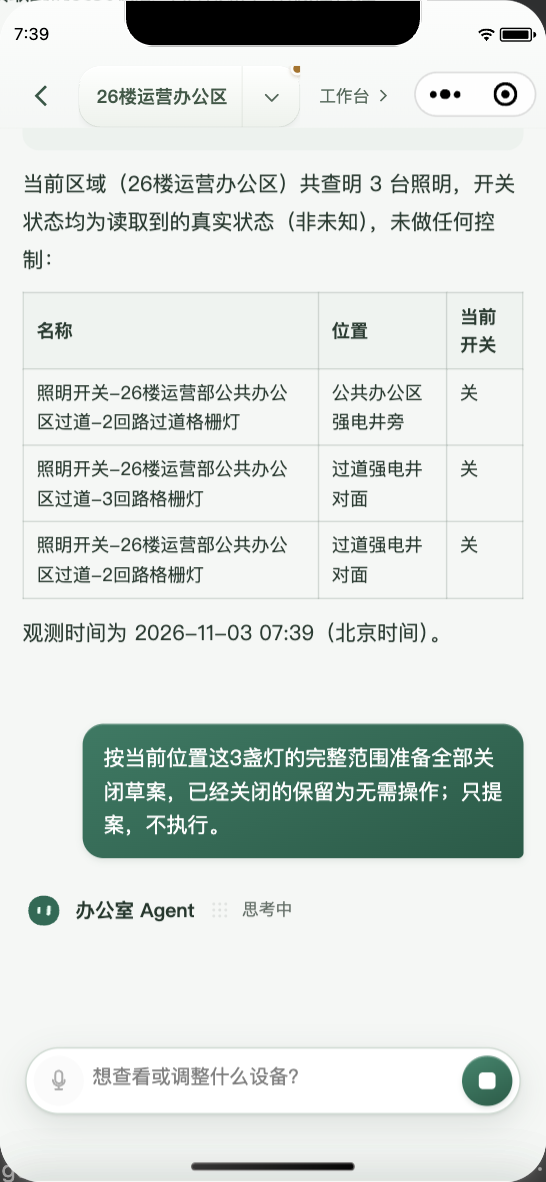 7:39
26楼运营办公区
工作台
当前区域（26楼运营办公区）共查明 3 台照明，开关
状态均为读取到的真实状态（非未知），未做任何控
制：
名称
位置
当前
开关
照明开关-26楼运营部公共办公
区过道-2回路过道格栅灯
公共办公区
强电井旁
关
照明开关-26楼运营部公共办公
区过道-3回路格栅灯
过道强电井
对面
关
照明开关-26楼运营部公共办公
区过道-2回路格栅灯
过道强电井
对面
关
观测时间为 2026-11-03 07:39（北京时间）。
按当前位置这3盏灯的完整范围准备全部关
闭草案，已经关闭的保留为无需操作；只提
案，不执行。
办公室 Agent
思考中
想查看或调整什么设备？